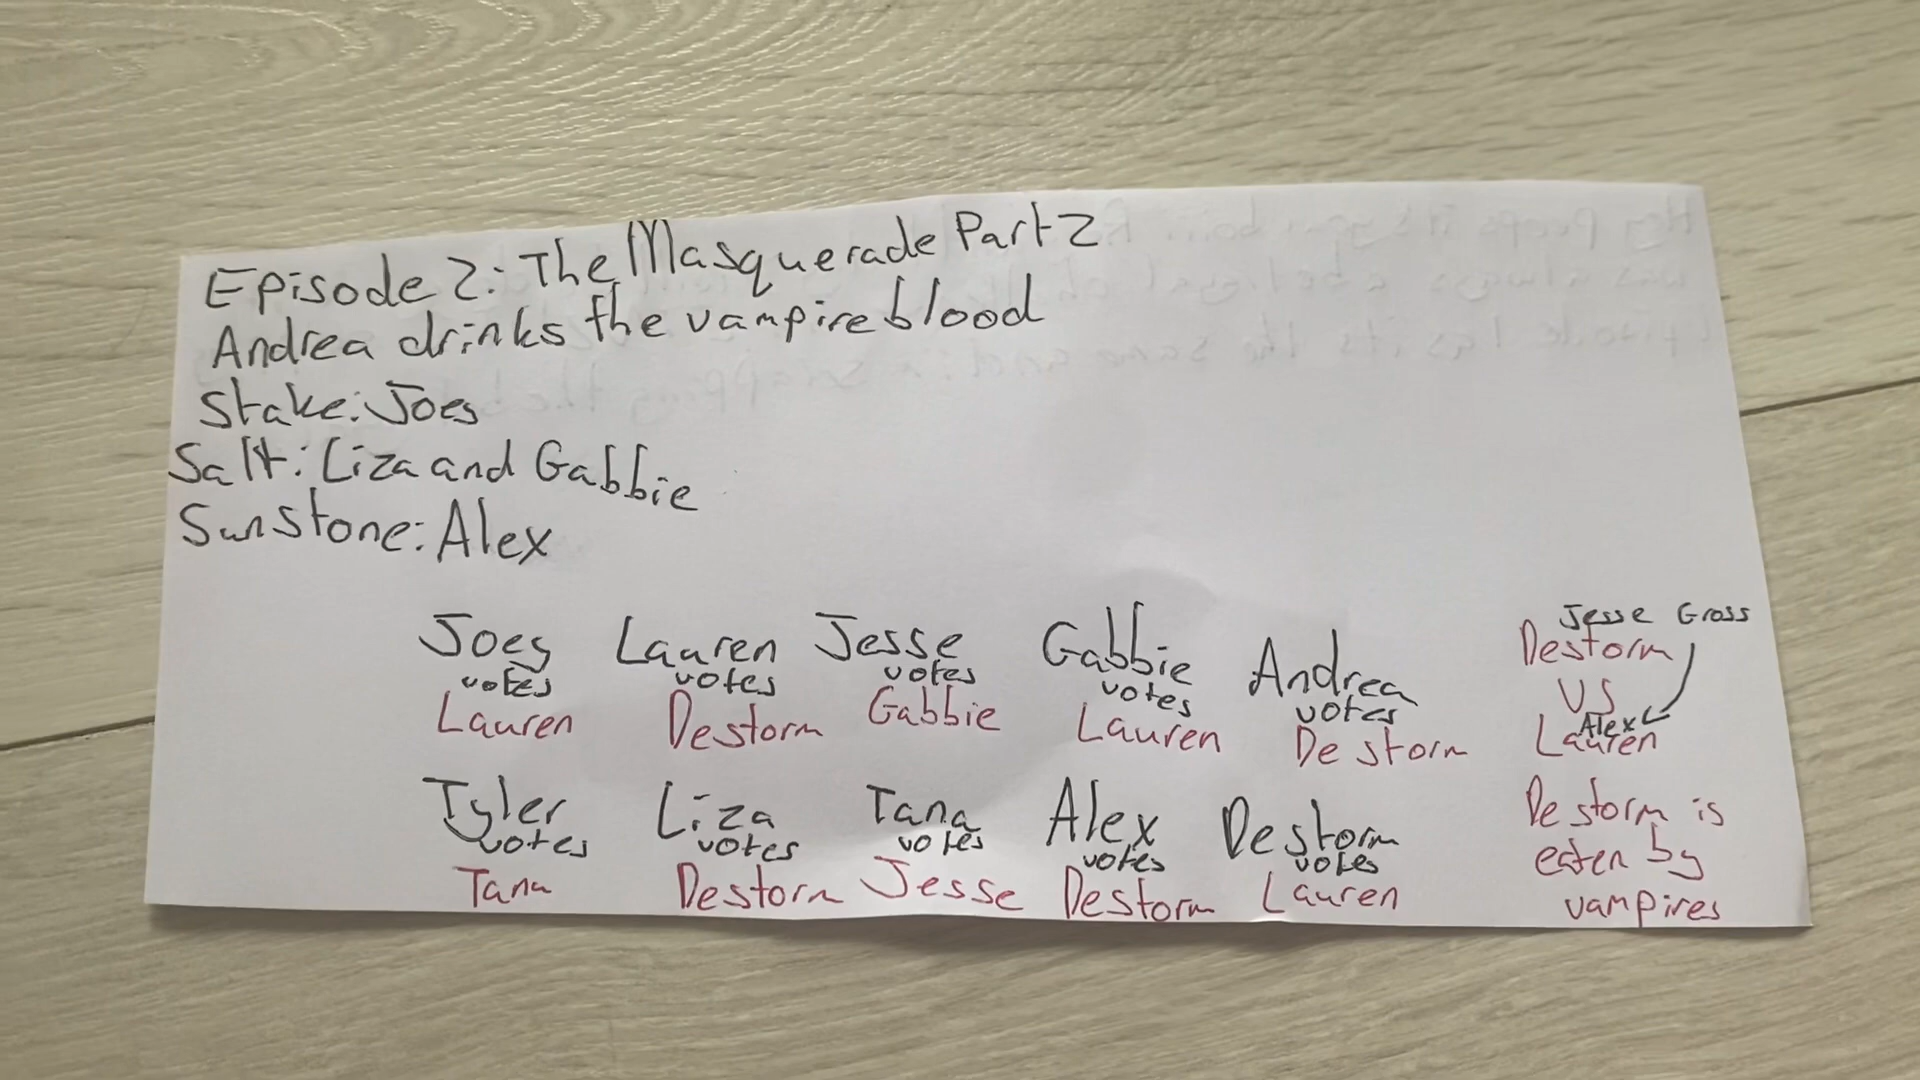 Episode 2: The Masquerade Part 2
Andrea drinks the vampire blood
Stake: Joes
Salt: Liza and Gabbie
Sunstone: Alex
Joey votes Lauren
Lauren votes Destorm
Jesse votes Gabbie
Gabbie votes Lauren
Andrea votes Destorm
Tyler votes Tana
Liza votes Destorm
Tana votes Jesse
Alex votes Destorm
Destorm votes Lauren
Jesse Gross
Destorm
VS
Alex
Lauren
Destorm is
eaten by
vampires